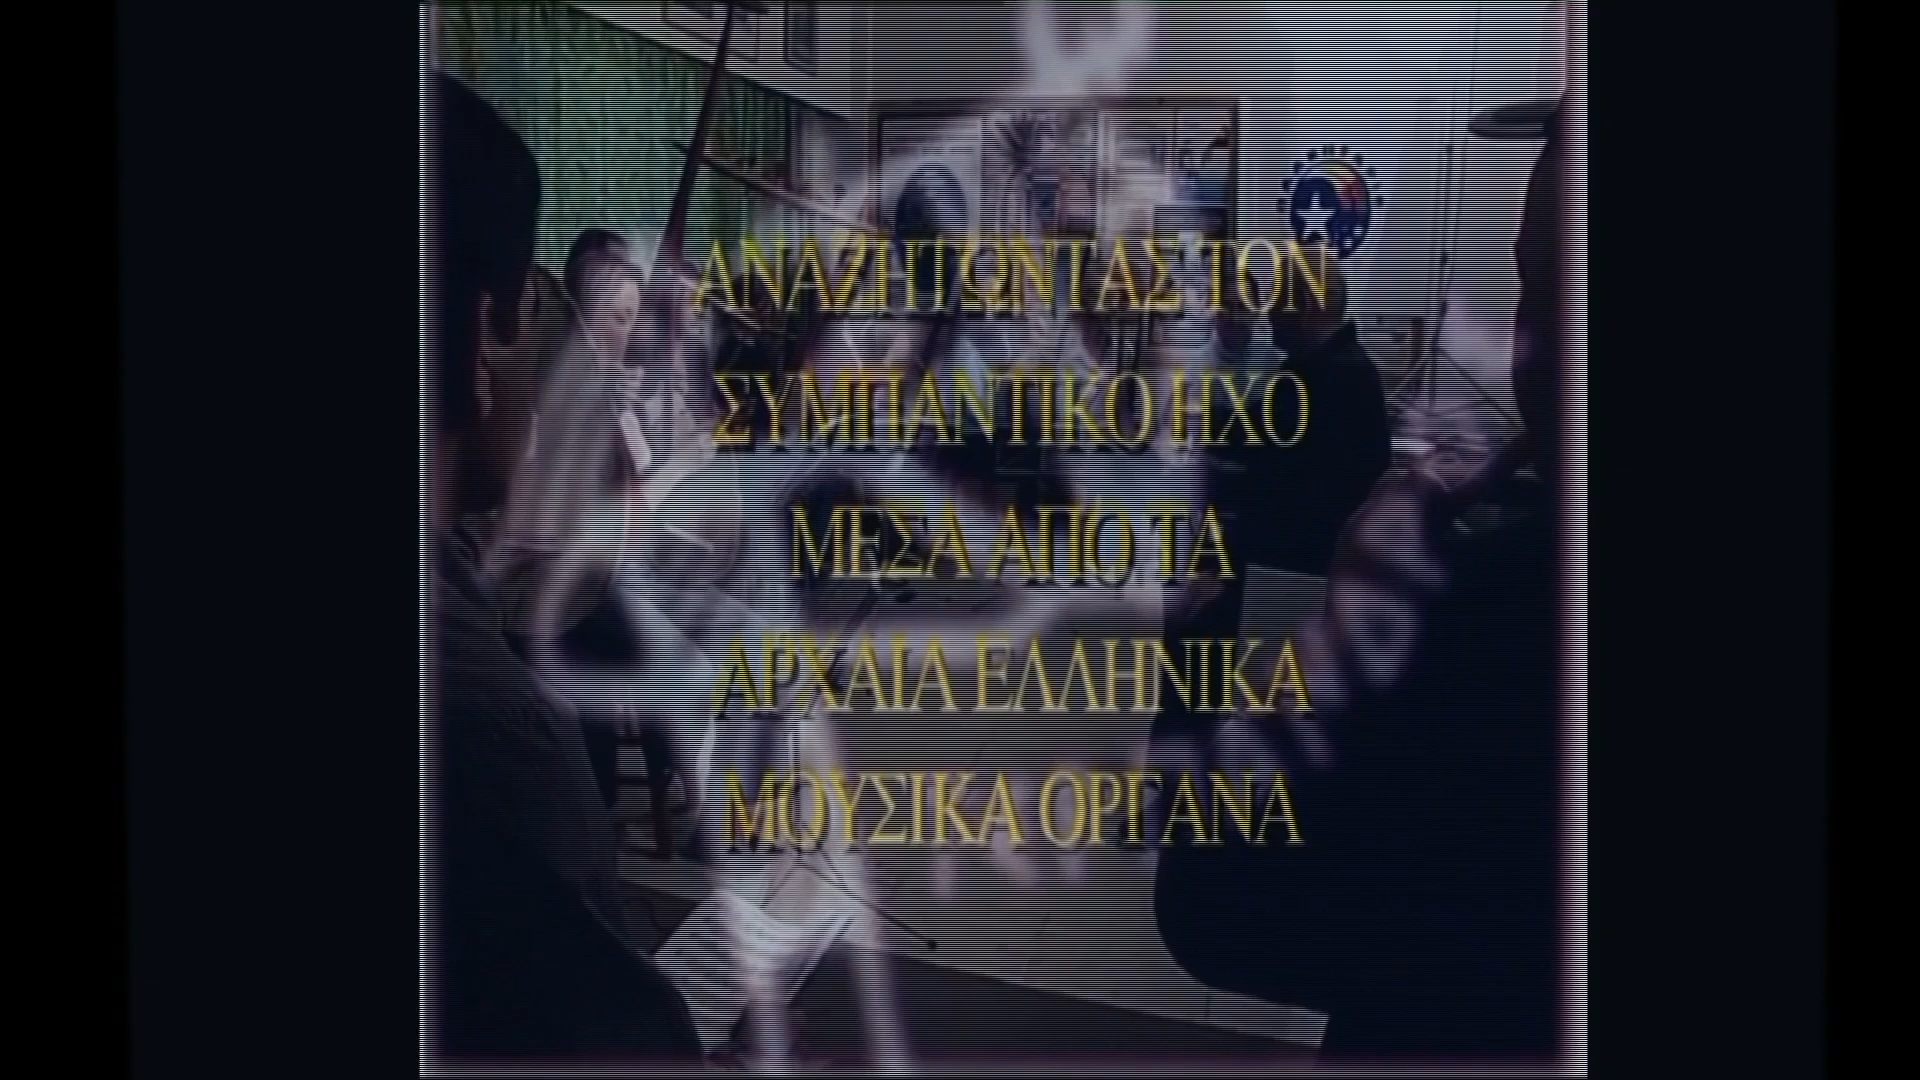 ΑΝΑΖΗΤΩΝΤΑΣ ΤΟΝ
ΣΥΜΠΑΝΤΙΚΟ ΗΧΟ
ΜΕΣΑ ΑΠΟ ΤΑ
ΑΡΧΑΙΑ ΕΛΛΗΝΙΚΑ
ΜΟΥΣΙΚΑ ΟΡΓΑΝΑ